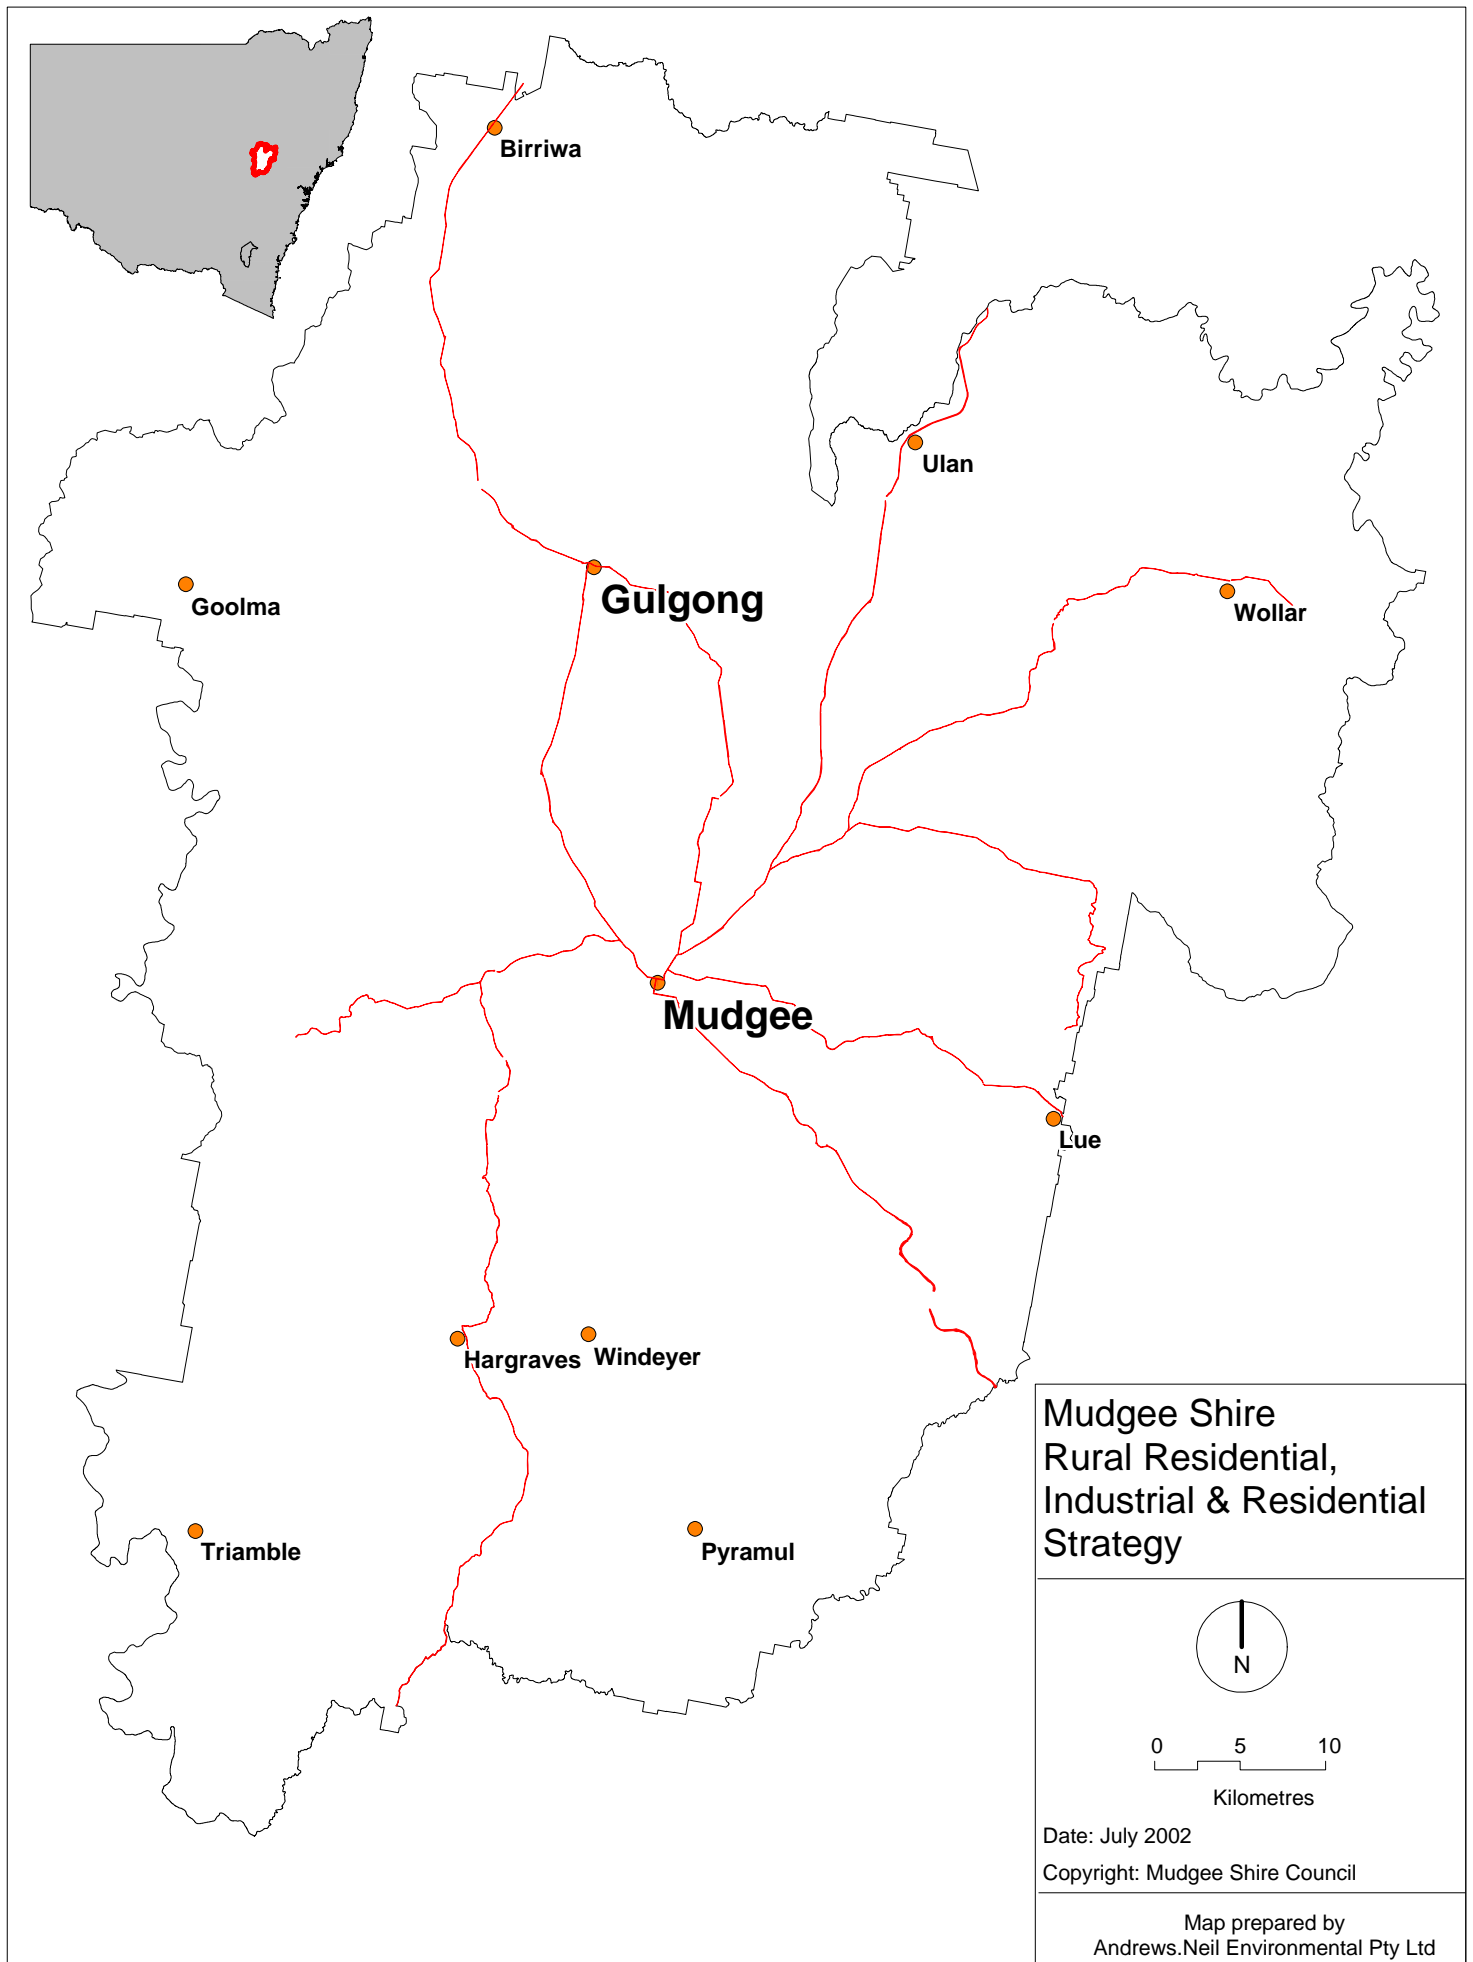 Birriwa
Ulan
Goolma
Gulgong
Wollar
Mudgee
Lue
Hargraves
Windeyer
Triamble
Pyramul
Mudgee Shire
Rural Residential,
Industrial & Residential
Strategy
N
0 5 10
Kilometres
Date: July 2002
Copyright: Mudgee Shire Council
Map prepared by
Andrews.Neil Environmental Pty Ltd